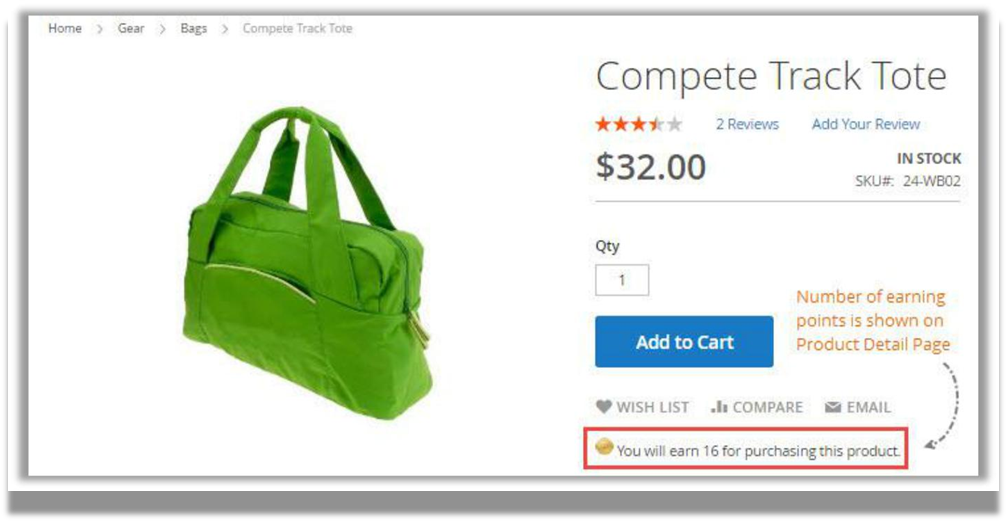 Home > Gear > Bags > Compete Track Tote
Compete Track Tote
2 Reviews Add Your Review
$32.00
IN STOCK
SKU#: 24-WB02
Qty
1
Number of earning
points is shown on
Product Detail Page
Add to Cart
WISH LIST COMPARE EMAIL
You will earn 16 for purchasing this product.